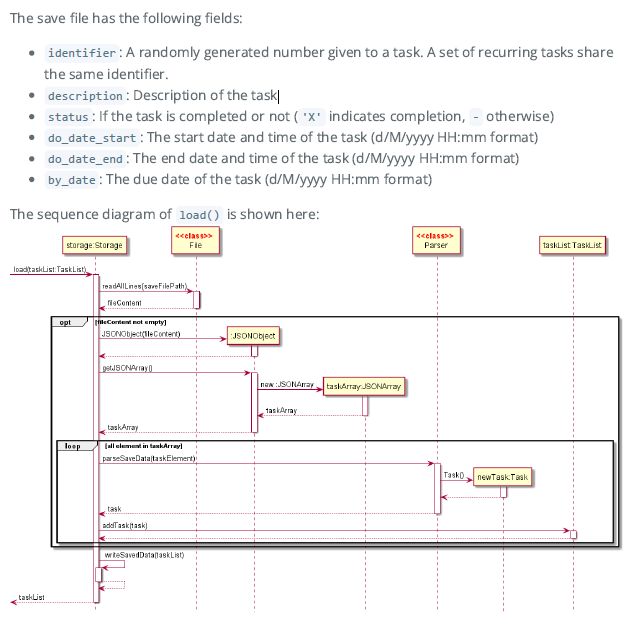 The save file has the following fields:
identifier: A randomly generated number given to a task. A set of recurring tasks share
the same identifier.
description: Description of the task
status: If the task is completed or not ( 'X' indicates completion, - otherwise)
do_date_start: The start date and time of the task (d/M/yyyy HH:mm format)
do_date_end: The end date and time of the task (d/M/yyyy HH:mm format)
by_date: The due date of the task (d/M/yyyy HH:mm format)
The sequence diagram of load() is shown here:
storage:Storage
<<class>>
File
<<class>>
Parser
taskList:TaskList
load(taskList:TaskList)
readAllLines(saveFilePath)
fileContent
opt
[fileContent not empty]
JSONObject(fileContent)
:JSONObject
getJSONArray()
new :JSONArray
taskArray:JSONArray
taskArray
taskArray
loop
[all element in taskArray]
parseSaveData(taskElement)
Task()
newTask:Task
task
addTask(task)
writeSavedData(taskList)
taskList